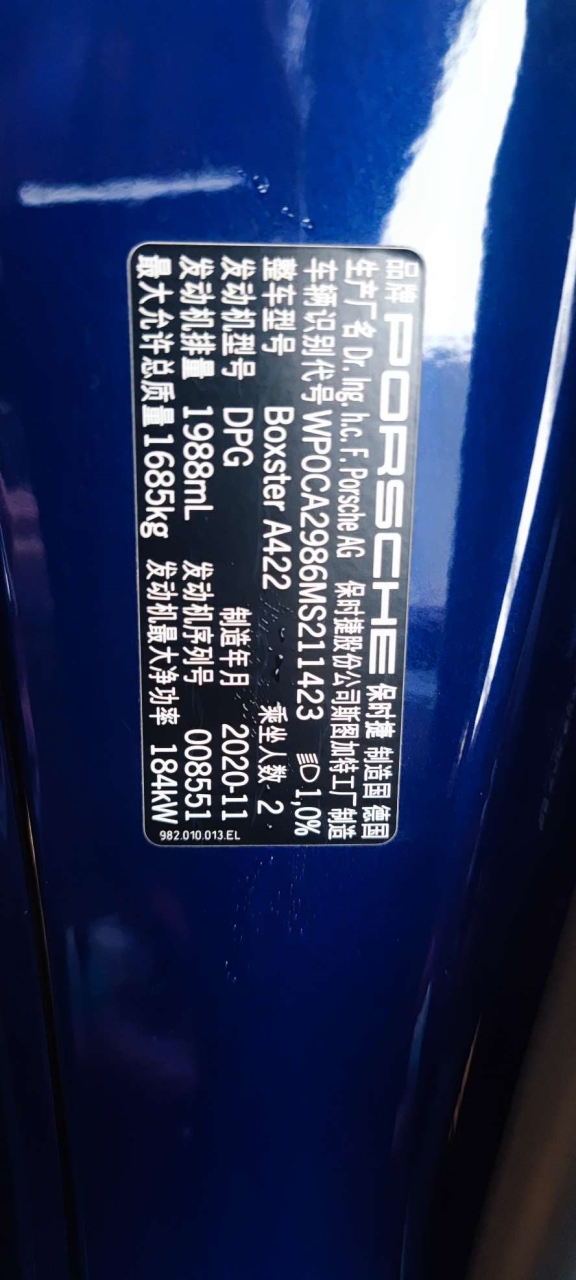 品牌 PORSCHE 保时捷 制造国 德国
生产厂名 Dr. Ing. h.c. F. Porsche AG 保时捷股份公司斯图加特工厂制造
车辆识别代号 WP0CA2986MS211423 1,0%
整车型号 Boxster A422 乘坐人数 2
发动机型号 DPG 制造年月 2020-11
发动机排量 1988mL 发动机序列号 008551
最大允许总质量 1685kg 发动机最大净功率 184kW
982.010.013.EL